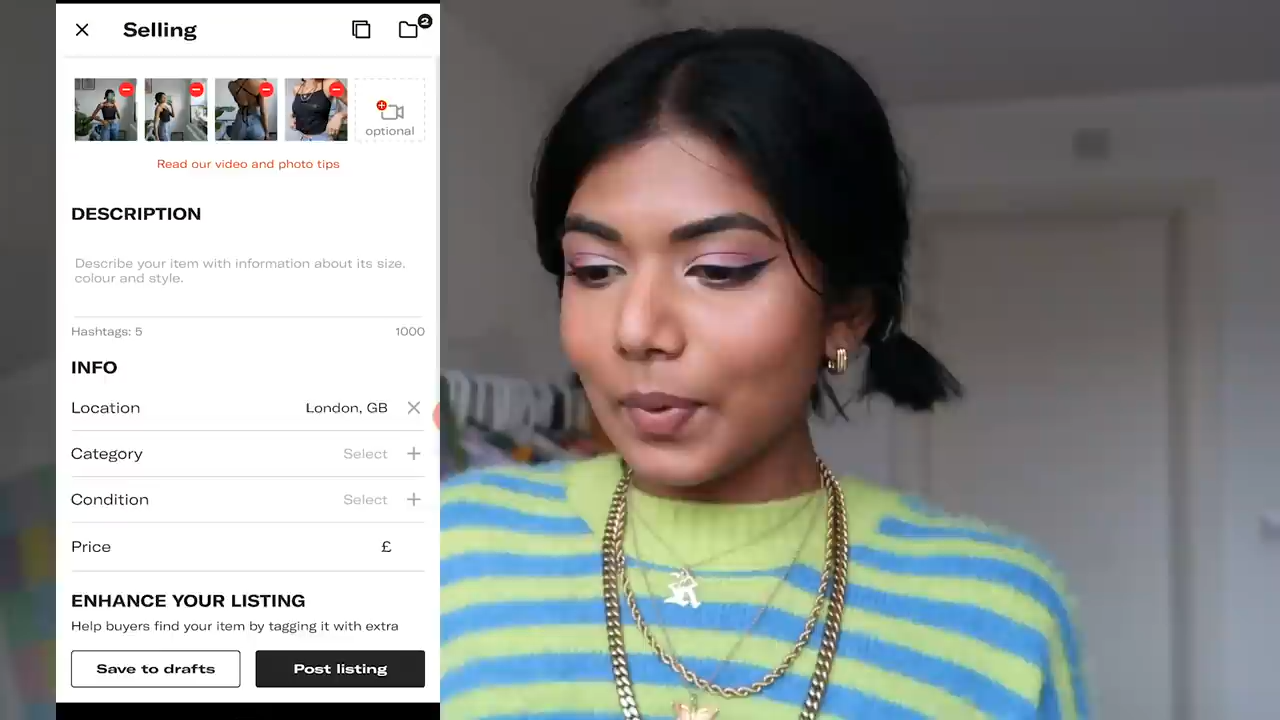 Selling
2
optional
Read our video and photo tips
DESCRIPTION
Describe your item with information about its size.
colour and style.
Hashtags: 5 1000
INFO
Location London, GB
Category Select
Condition Select
Price £
ENHANCE YOUR LISTING
Help buyers find your item by tagging it with extra
Save to drafts Post listing